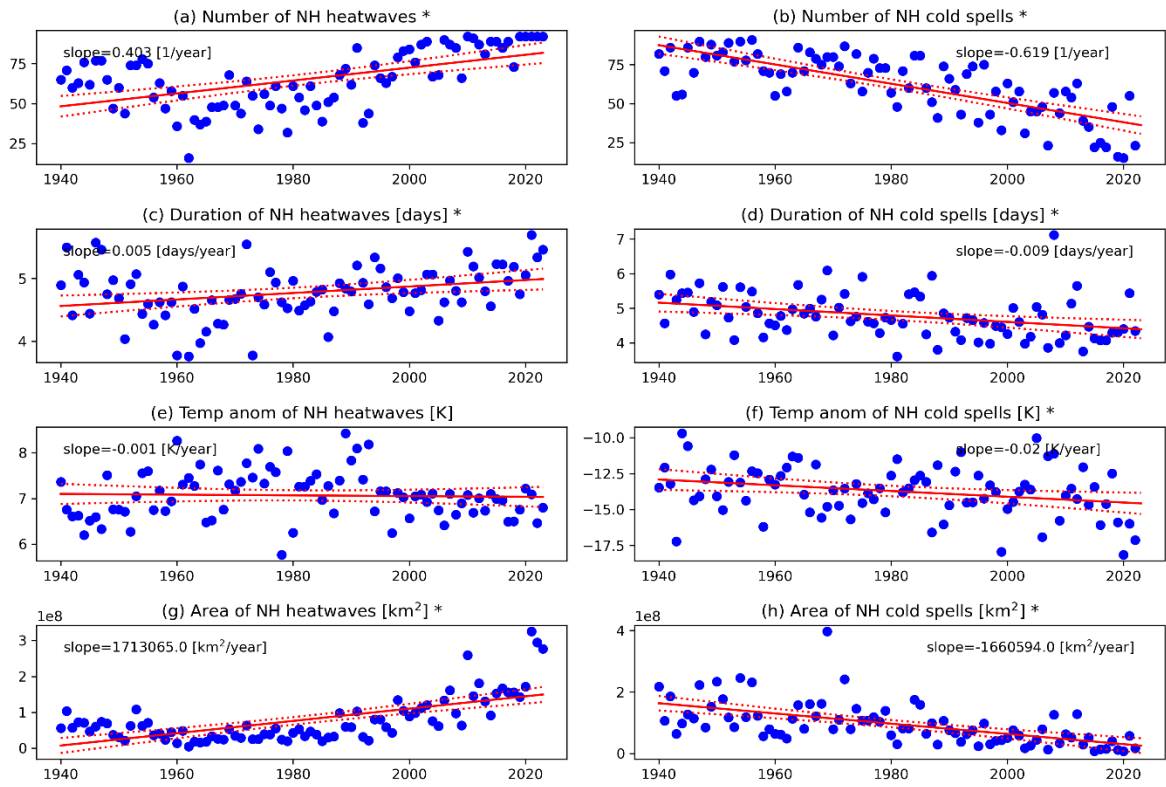 (a) Number of NH heatwaves *
slope=0.403 [1/year]
75
50
25
1940 1960 1980 2000 2020
(b) Number of NH cold spells *
slope=-0.619 [1/year]
75
50
25
1940 1960 1980 2000 2020
(c) Duration of NH heatwaves [days] *
slope=0.005 [days/year]
5
4
1940 1960 1980 2000 2020
(d) Duration of NH cold spells [days] *
slope=-0.009 [days/year]
7
6
5
4
1940 1960 1980 2000 2020
(e) Temp anom of NH heatwaves [K]
slope=-0.001 [K/year]
8
7
6
1940 1960 1980 2000 2020
(f) Temp anom of NH cold spells [K] *
slope=-0.02 [K/year]
−10.0
−12.5
−15.0
−17.5
1940 1960 1980 2000 2020
(g) Area of NH heatwaves [km²] *
1e8
slope=1713065.0 [km²/year]
3
2
1
0
1940 1960 1980 2000 2020
(h) Area of NH cold spells [km²] *
1e8
slope=-1660594.0 [km²/year]
4
2
0
1940 1960 1980 2000 2020